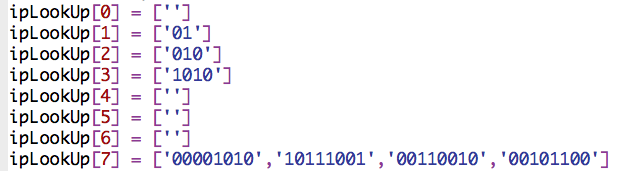 ipLookUp[0] = ['']
ipLookUp[1] = ['01']
ipLookUp[2] = ['010']
ipLookUp[3] = ['1010']
ipLookUp[4] = ['']
ipLookUp[5] = ['']
ipLookUp[6] = ['']
ipLookUp[7] = ['00001010','10111001','00110010','00101100']